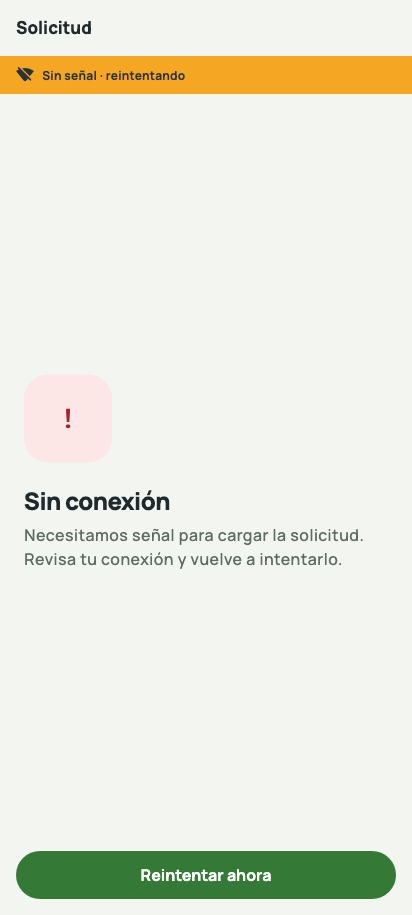 Solicitud
Sin señal · reintentando
!
Sin conexión
Necesitamos señal para cargar la solicitud.
Revisa tu conexión y vuelve a intentarlo.
Reintentar ahora